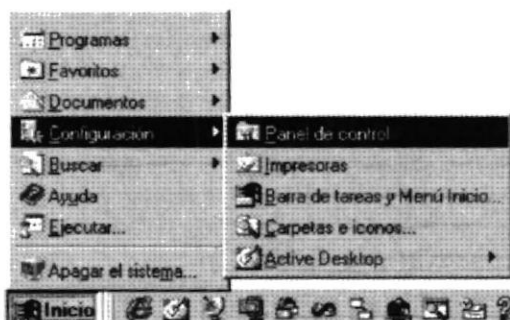 Programas
Favoritos
Documentos
Configuración
Buscar
Ayuda
Ejecutar...
Apagar el sistema...
Panel de control
Impresoras
Barra de tareas y Menú Inicio...
Carpetas e iconos...
Active Desktop
Inicio